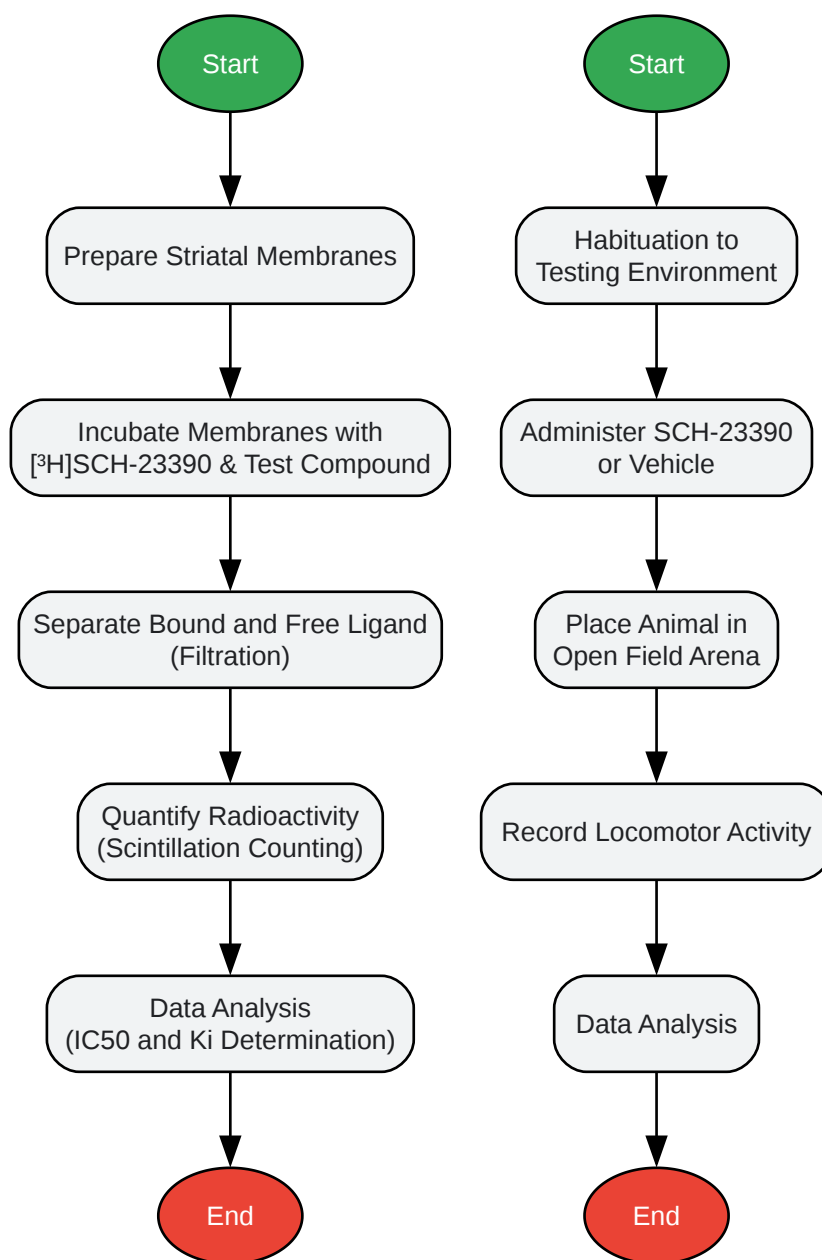 Start
Prepare Striatal Membranes
Incubate Membranes with
[³H]SCH-23390 & Test Compound
Separate Bound and Free Ligand
(Filtration)
Quantify Radioactivity
(Scintillation Counting)
Data Analysis
(IC50 and Ki Determination)
End
Start
Habituation to
Testing Environment
Administer SCH-23390
or Vehicle
Place Animal in
Open Field Arena
Record Locomotor Activity
Data Analysis
End